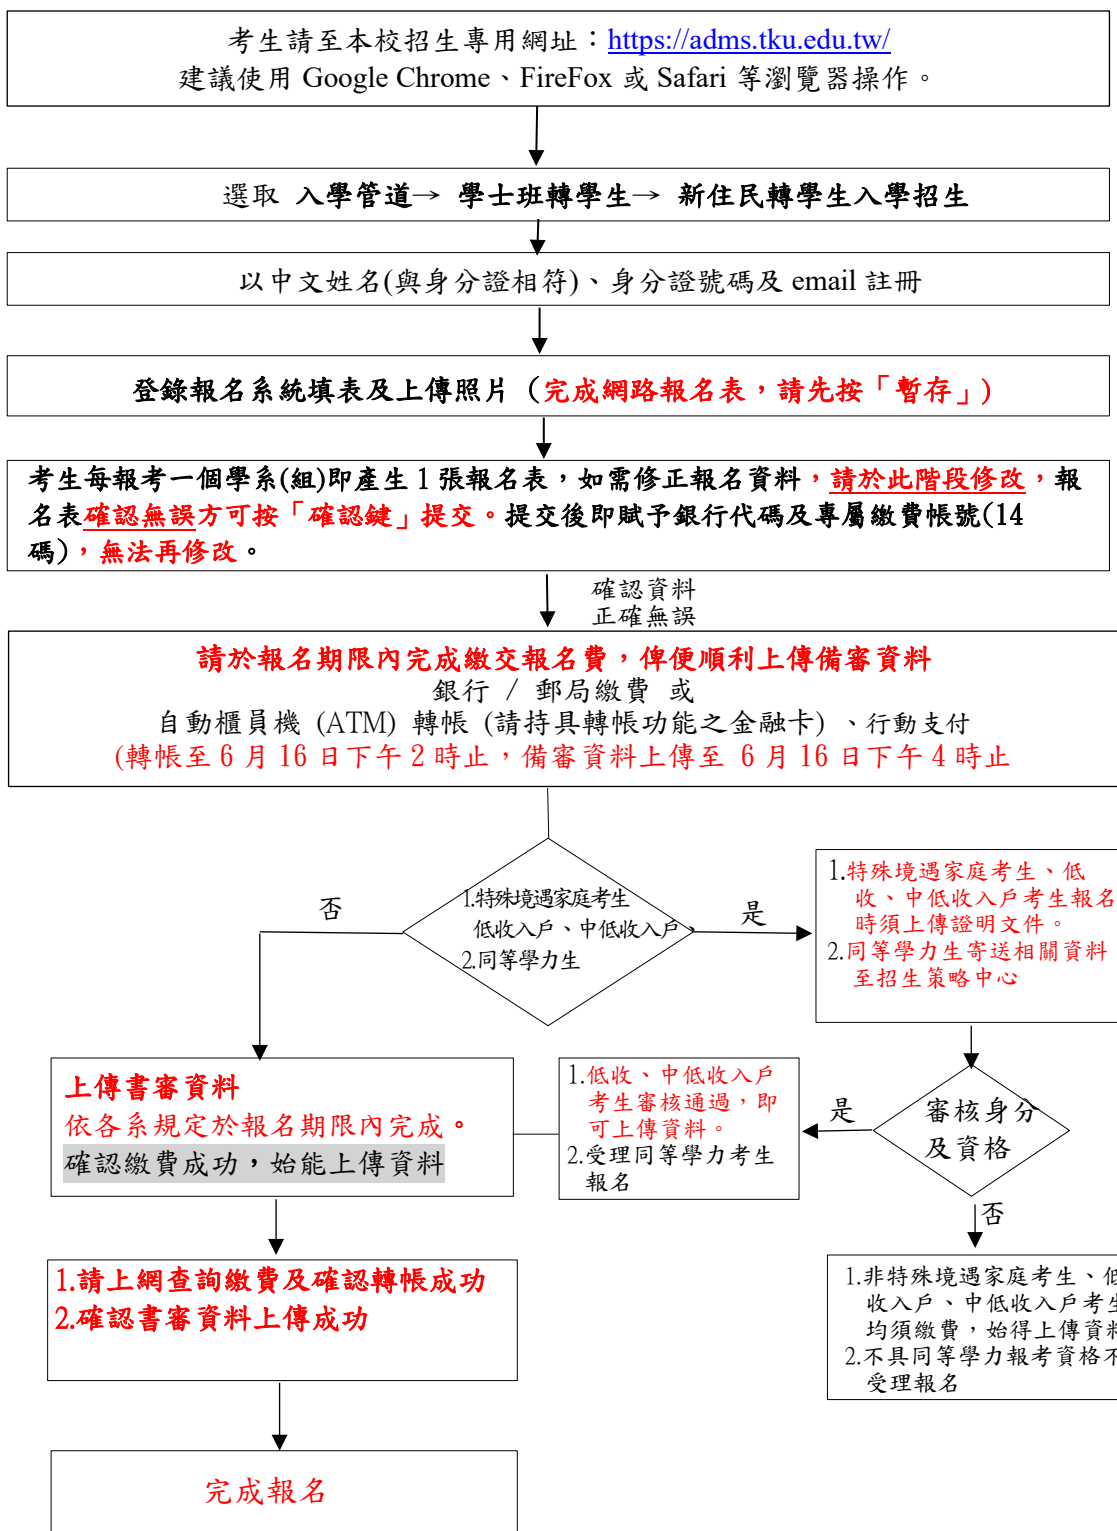 考生請至本校招生專用網址：https://adms.tku.edu.tw/
建議使用 Google Chrome、FireFox 或 Safari 等瀏覽器操作。
選取 入學管道→ 學士班轉學生→ 新住民轉學生入學招生
以中文姓名(與身分證相符)、身分證號碼及 email 註冊
登錄報名系統填表及上傳照片（完成網路報名表，請先按「暫存」)
考生每報考一個學系(組)即產生 1 張報名表，如需修正報名資料，請於此階段修改，報
名表確認無誤方可按「確認鍵」提交。提交後即賦予銀行代碼及專屬繳費帳號(14
碼)，無法再修改。
確認資料
正確無誤
請於報名期限內完成繳交報名費，俾便順利上傳備審資料
銀行 / 郵局繳費 或
自動櫃員機 (ATM) 轉帳 (請持具轉帳功能之金融卡) 、行動支付
(轉帳至 6 月 16 日下午 2 時止，備審資料上傳至 6 月 16 日下午 4 時止
1.特殊境遇家庭考生
低收入戶、中低收入戶、
2.同等學力生
否
是
1.特殊境遇家庭考生、低
收、中低收入戶考生報名
時須上傳證明文件。
2.同等學力生寄送相關資料
至招生策略中心
審核身分
及資格
是
否
1.低收、中低收入戶
考生審核通過，即
可上傳資料。
2.受理同等學力考生
報名
上傳書審資料
依各系規定於報名期限內完成。
確認繳費成功，始能上傳資料
1.非特殊境遇家庭考生、低
收入戶、中低收入戶考生
均須繳費，始得上傳資料
2.不具同等學力報考資格不
受理報名
1.請上網查詢繳費及確認轉帳成功
2.確認書審資料上傳成功
完成報名